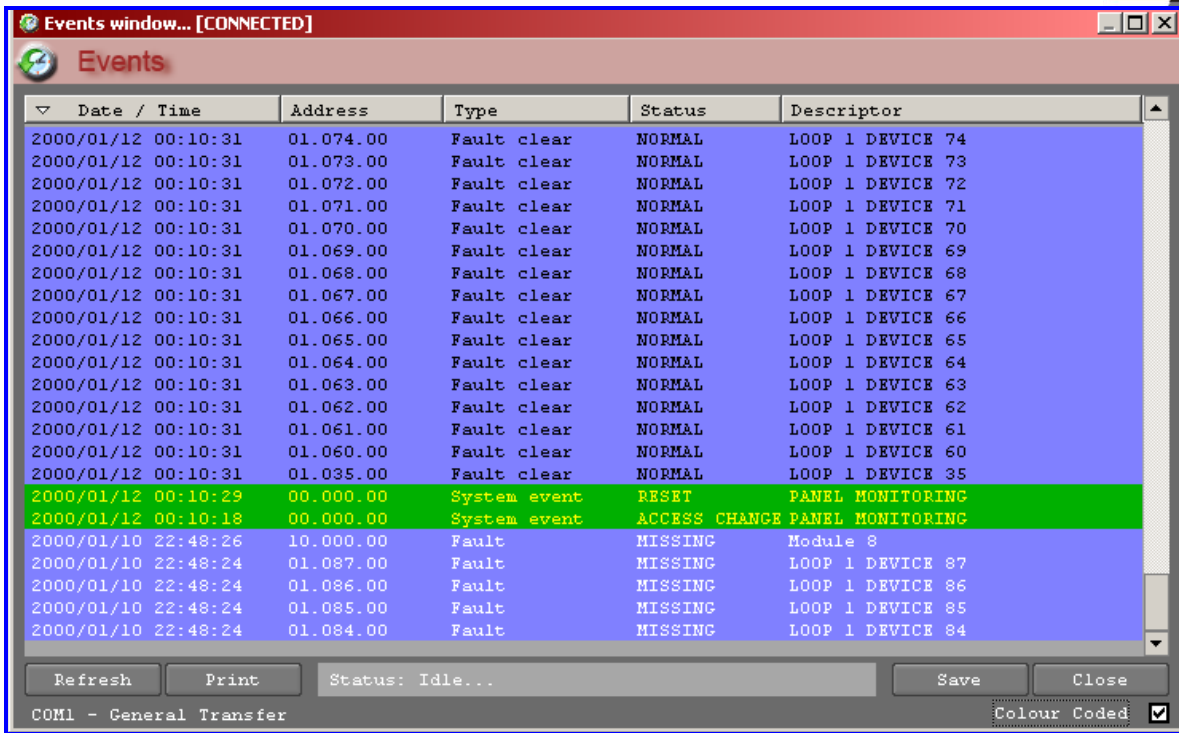 Events window... [CONNECTED]
Events
Date / Time Address Type Status Descriptor
2000/01/12 00:10:31 01.074.00 Fault clear NORMAL LOOP 1 DEVICE 74
2000/01/12 00:10:31 01.073.00 Fault clear NORMAL LOOP 1 DEVICE 73
2000/01/12 00:10:31 01.072.00 Fault clear NORMAL LOOP 1 DEVICE 72
2000/01/12 00:10:31 01.071.00 Fault clear NORMAL LOOP 1 DEVICE 71
2000/01/12 00:10:31 01.070.00 Fault clear NORMAL LOOP 1 DEVICE 70
2000/01/12 00:10:31 01.069.00 Fault clear NORMAL LOOP 1 DEVICE 69
2000/01/12 00:10:31 01.068.00 Fault clear NORMAL LOOP 1 DEVICE 68
2000/01/12 00:10:31 01.067.00 Fault clear NORMAL LOOP 1 DEVICE 67
2000/01/12 00:10:31 01.066.00 Fault clear NORMAL LOOP 1 DEVICE 66
2000/01/12 00:10:31 01.065.00 Fault clear NORMAL LOOP 1 DEVICE 65
2000/01/12 00:10:31 01.064.00 Fault clear NORMAL LOOP 1 DEVICE 64
2000/01/12 00:10:31 01.063.00 Fault clear NORMAL LOOP 1 DEVICE 63
2000/01/12 00:10:31 01.062.00 Fault clear NORMAL LOOP 1 DEVICE 62
2000/01/12 00:10:31 01.061.00 Fault clear NORMAL LOOP 1 DEVICE 61
2000/01/12 00:10:31 01.060.00 Fault clear NORMAL LOOP 1 DEVICE 60
2000/01/12 00:10:31 01.035.00 Fault clear NORMAL LOOP 1 DEVICE 35
2000/01/12 00:10:29 00.000.00 System event RESET PANEL MONITORING
2000/01/12 00:10:18 00.000.00 System event ACCESS CHANGE PANEL MONITORING
2000/01/10 22:48:26 10.000.00 Fault MISSING Module 8
2000/01/10 22:48:24 01.087.00 Fault MISSING LOOP 1 DEVICE 87
2000/01/10 22:48:24 01.086.00 Fault MISSING LOOP 1 DEVICE 86
2000/01/10 22:48:24 01.085.00 Fault MISSING LOOP 1 DEVICE 85
2000/01/10 22:48:24 01.084.00 Fault MISSING LOOP 1 DEVICE 84
Refresh Print Status: Idle... Save Close
COM1 - General Transfer Colour Coded